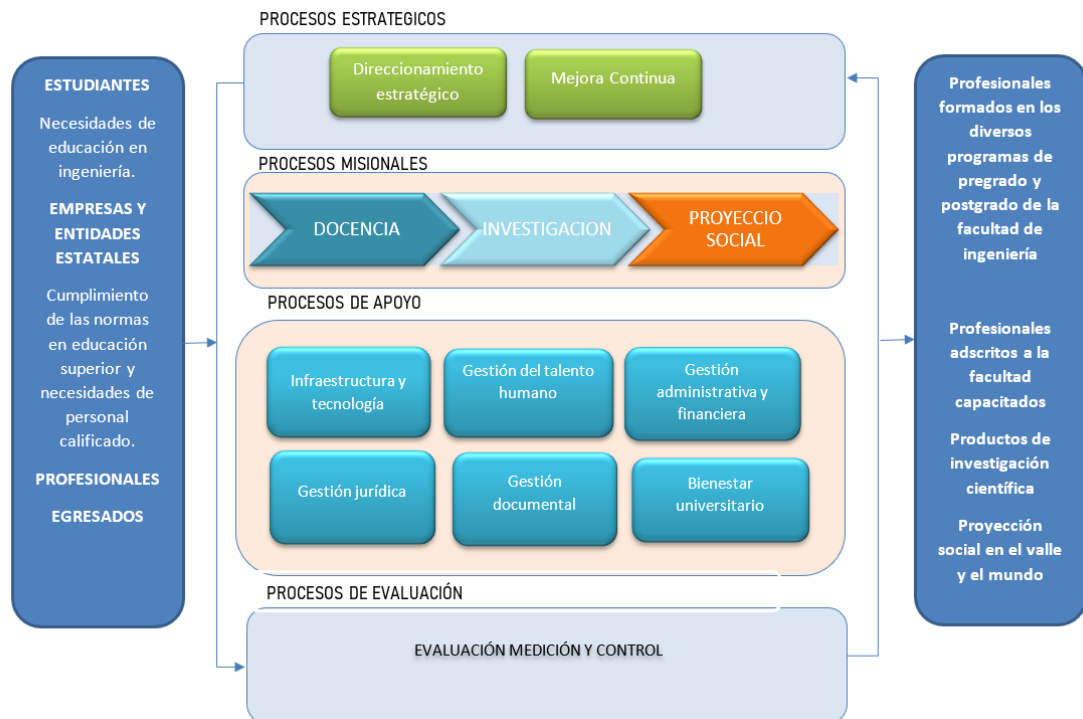 PROCESOS ESTRATEGICOS
Direccionamiento
estratégico
Mejora Continua
ESTUDIANTES
Necesidades de
educación en
ingeniería.
EMPRESAS Y
ENTIDADES
ESTATALES
Cumplimiento
de las normas
en educación
superior y
necesidades de
personal
calificado.
PROFESIONALES
EGRESADOS
PROCESOS MISIONALES
DOCENCIA
INVESTIGACION
PROYECCIO
SOCIAL
PROCESOS DE APOYO
Infraestructura y
tecnología
Gestión del talento
humano
Gestión
administrativa y
financiera
Gestión jurídica
Gestión
documental
Bienestar
universitario
PROCESOS DE EVALUACIÓN
EVALUACIÓN MEDICIÓN Y CONTROL
Profesionales
formados en los
diversos
programas de
pregrado y
postgrado de la
facultad de
ingeniería
Profesionales
adscritos a la
facultad
capacitados
Productos de
investigación
científica
Proyección
social en el valle
y el mundo